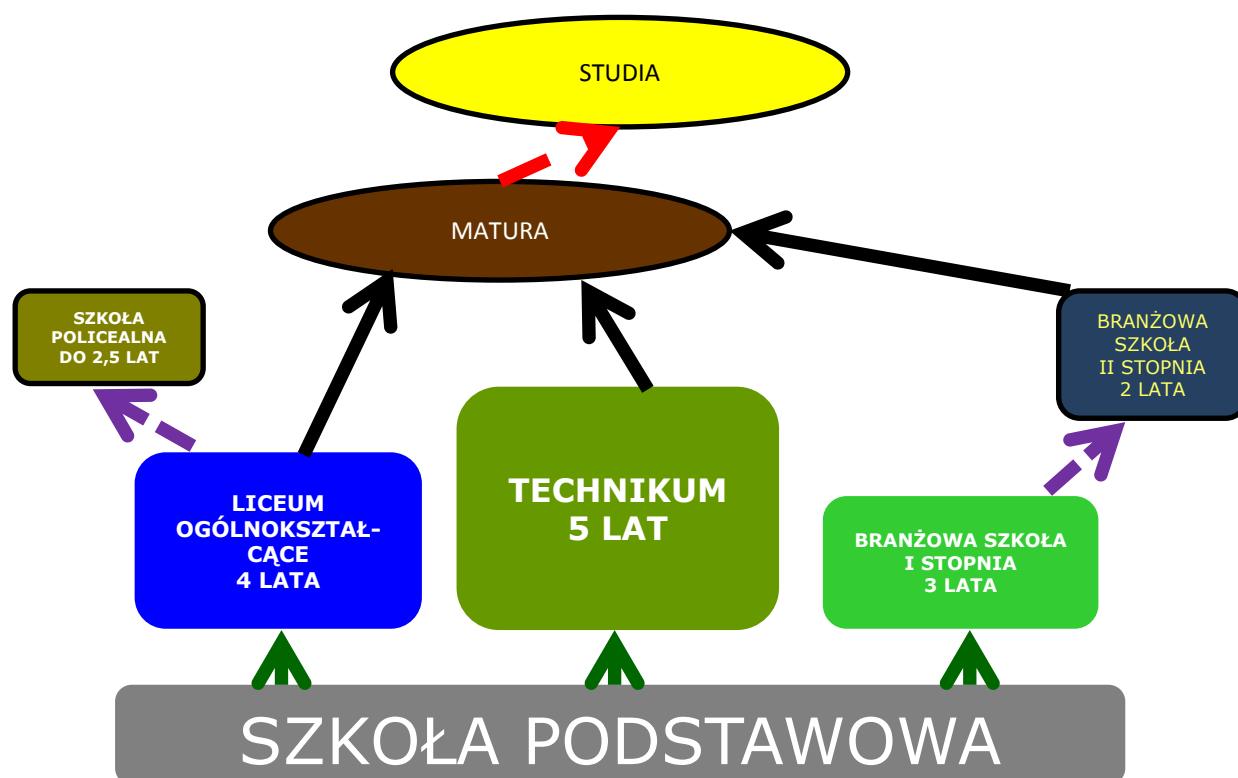 STUDIA
MATURA
SZKOŁA
POLICEALNA
DO 2,5 LAT
BRANŻOWA
SZKOŁA
II STOPNIA
2 LATA
LICEUM
OGÓLNOKSZTAŁ-
CĄCE
4 LATA
TECHNIKUM
5 LAT
BRANŻOWA SZKOŁA
I STOPNIA
3 LATA
SZKOŁA PODSTAWOWA